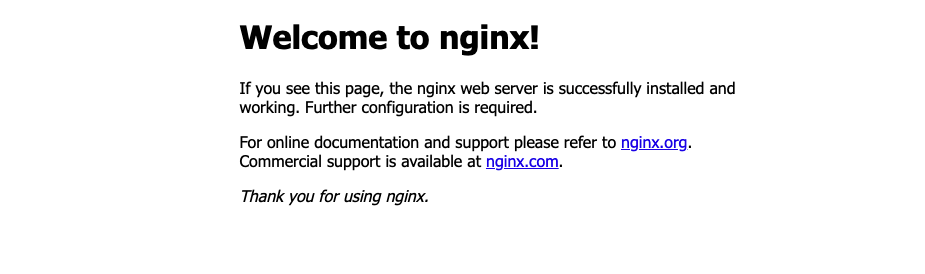 Welcome to nginx!
If you see this page, the nginx web server is successfully installed and
working. Further configuration is required.
For online documentation and support please refer to nginx.org.
Commercial support is available at nginx.com.
Thank you for using nginx.